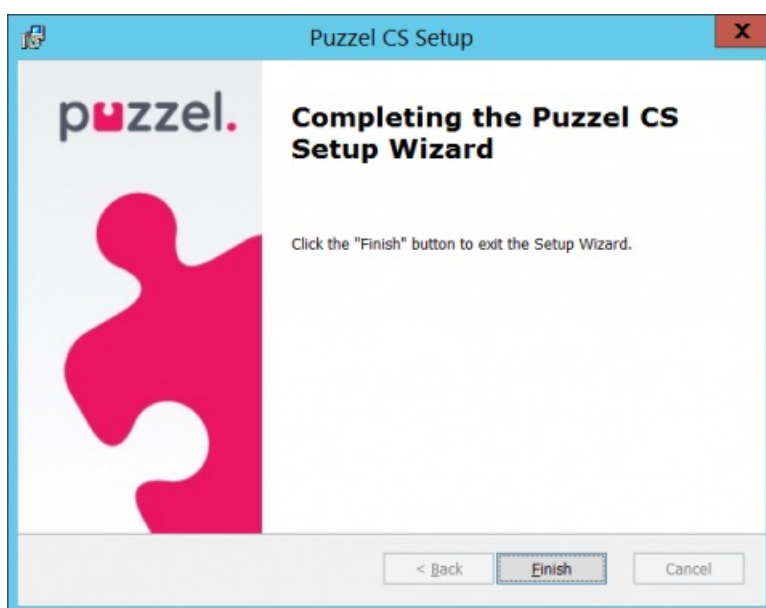 Puzzel CS Setup
X
puzzel.
Completing the Puzzel CS
Setup Wizard
Click the "Finish" button to exit the Setup Wizard.
< Back
Finish
Cancel